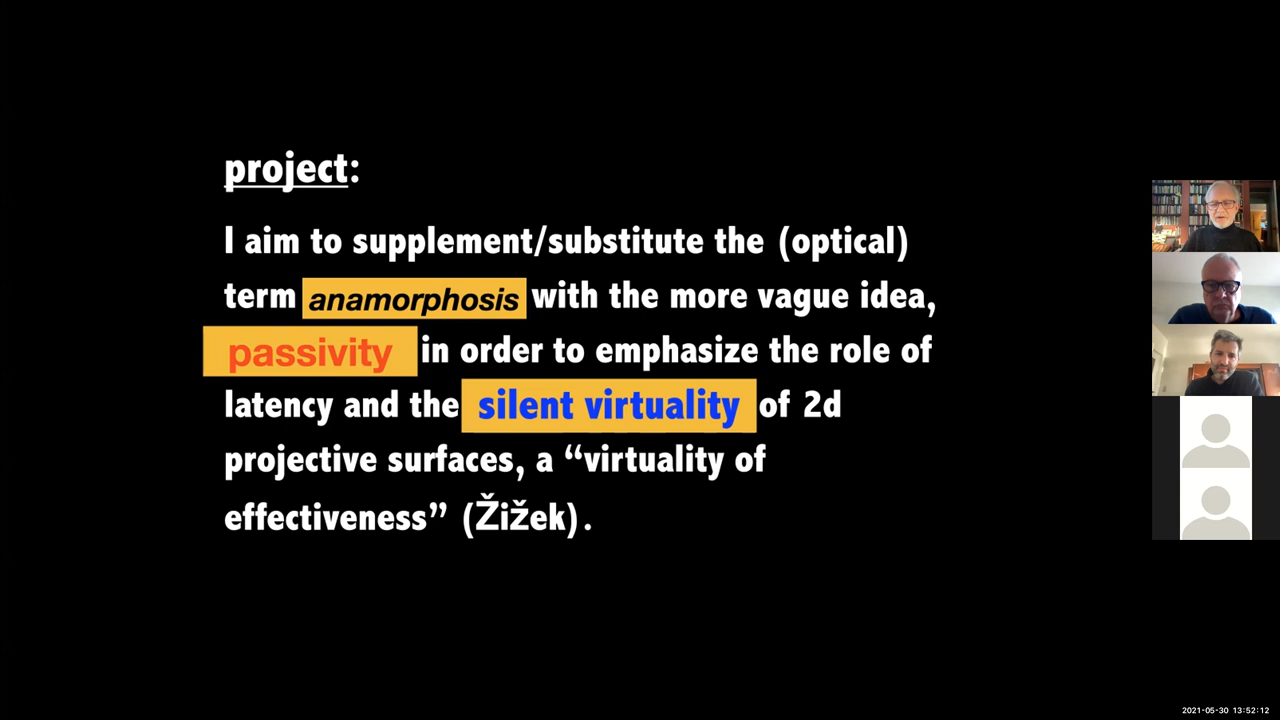 project:
I aim to supplement/substitute the (optical)
term anamorphosis with the more vague idea,
passivity in order to emphasize the role of
latency and the silent virtuality of 2d
projective surfaces, a “virtuality of
effectiveness” (Žižek).
2021-05-30 13:52:12